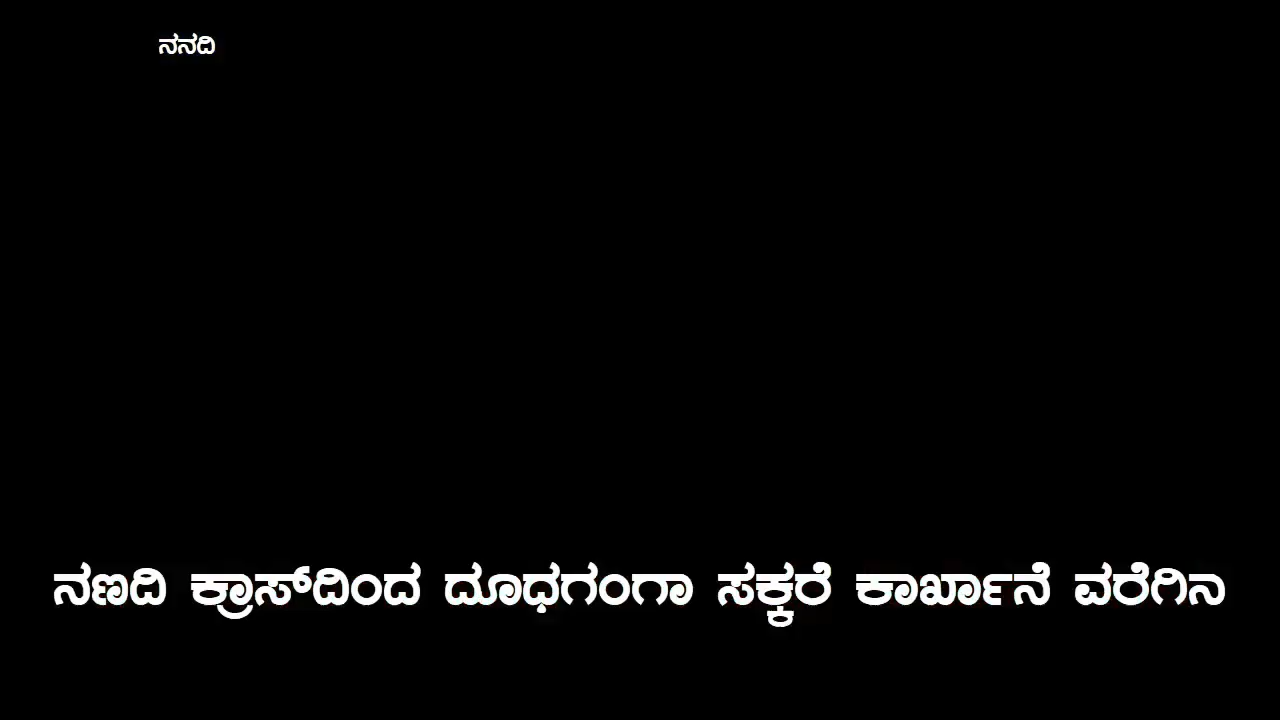 ನನದಿ
ನಣದಿ ಕ್ರಾಸ್‌ದಿಂದ ದೂಧಗಂಗಾ ಸಕ್ಕರೆ ಕಾರ್ಖಾನೆ ವರೆಗಿನ